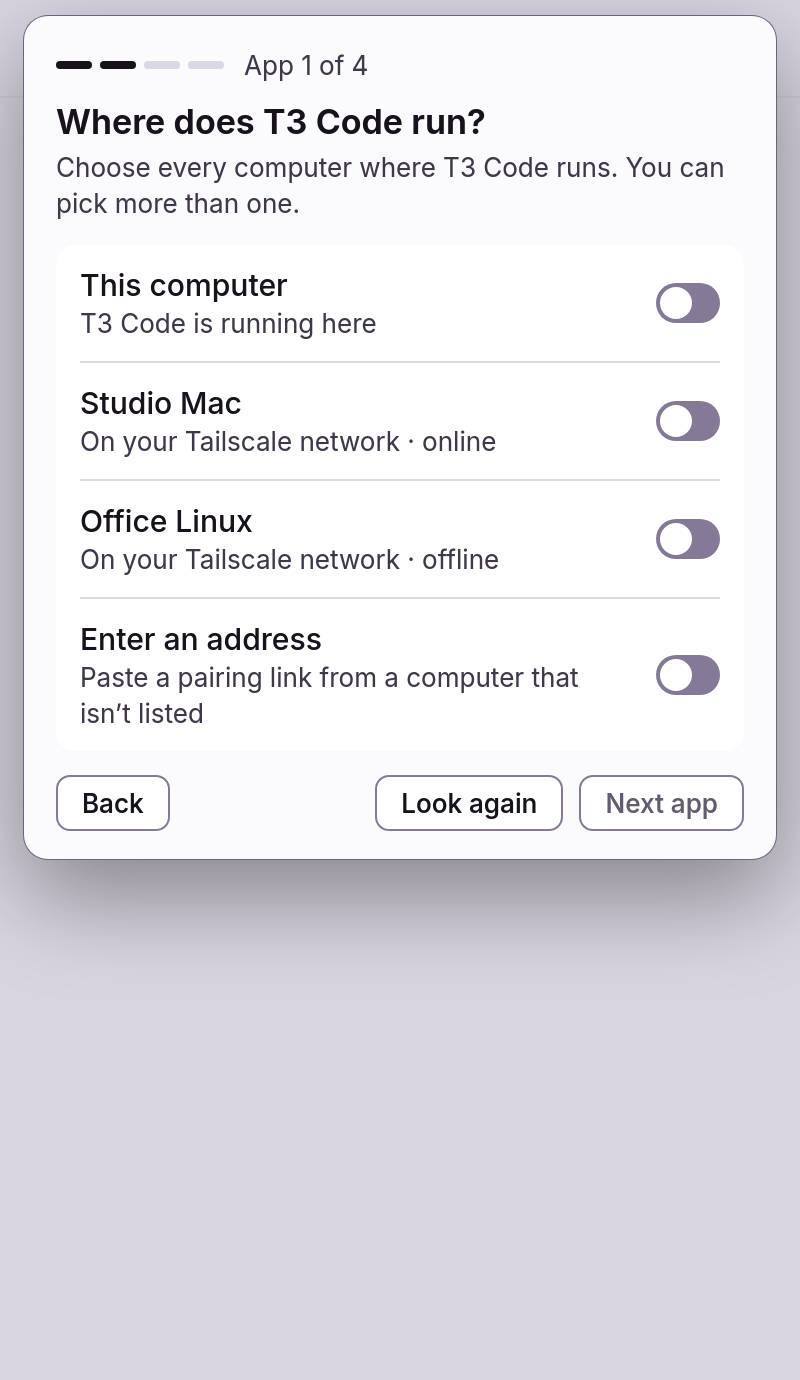 App 1 of 4
Where does T3 Code run?
Choose every computer where T3 Code runs. You can
pick more than one.
This computer
T3 Code is running here
Studio Mac
On your Tailscale network · online
Office Linux
On your Tailscale network · offline
Enter an address
Paste a pairing link from a computer that
isn’t listed
Back
Look again
Next app